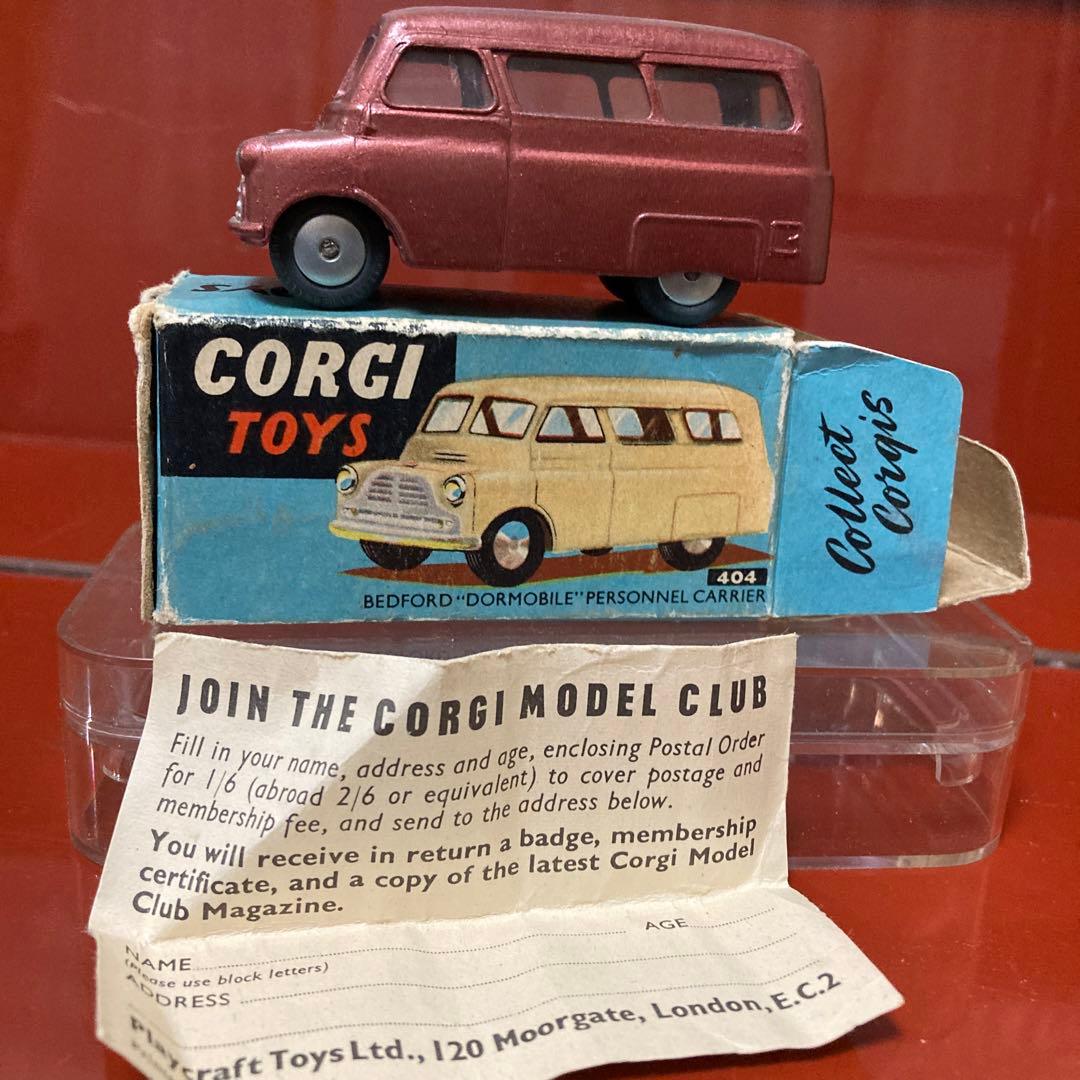 CORGI
TOYS
404
BEDFORD "DORMOBILE" PERSONNEL CARRIER
Collect
Corgis
JOIN THE CORGI MODEL CLUB
Fill in your name, address and age, enclosing Postal Order
for 1/6 (abroad 2/6 or equivalent) to cover postage and
membership fee, and send to the address below.
You will receive in return a badge, membership
certificate, and a copy of the latest Corgi Model
Club Magazine.
NAME AGE
(Please use block letters)
ADDRESS
Playcraft Toys Ltd., 120 Moorgate, London, E.C.2